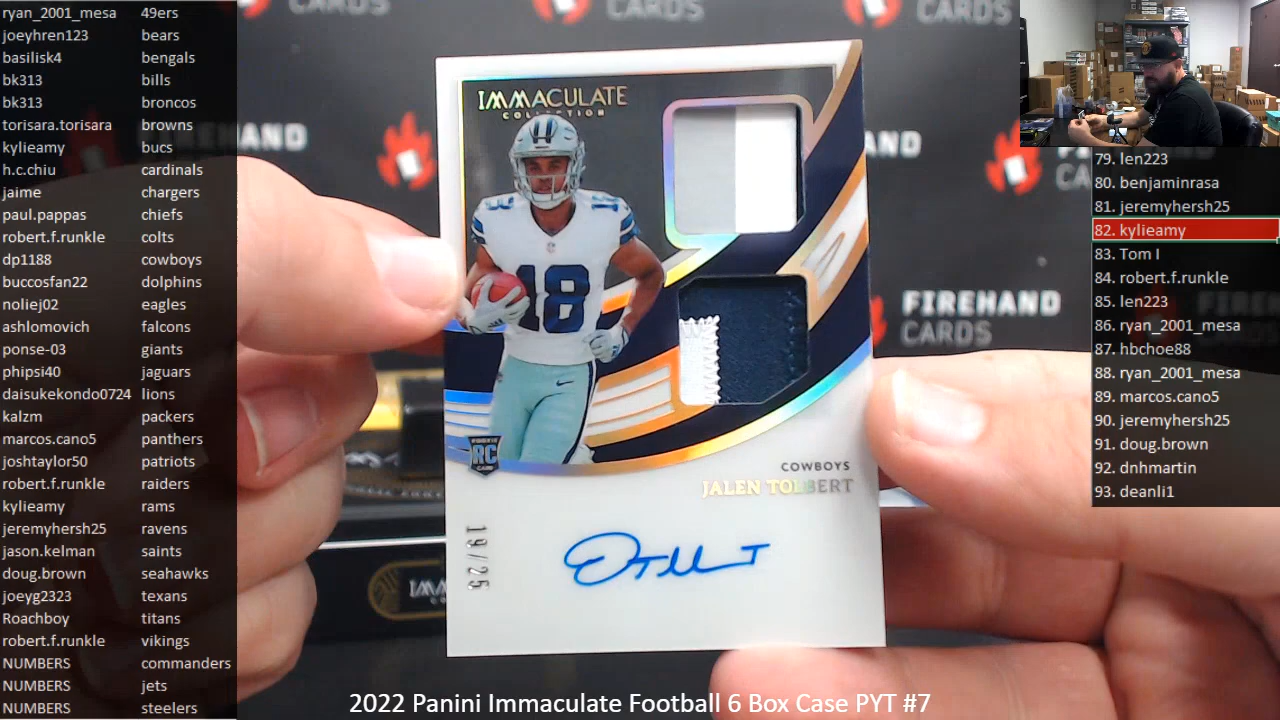 ryan_2001_mesa 49ers
joeyhren123 bears
basilisk4 bengals
bk313 bills
bk313 broncos
torisara.torisara browns
kylieamy bucs
h.c.chiu cardinals
jaime chargers
paul.pappas chiefs
robert.f.runkle colts
dp1188 cowboys
buccosfan22 dolphins
noliej02 eagles
ashlomovich falcons
ponse-03 giants
phipsi40 jaguars
daisukekondo0724 lions
kalzm packers
marcos.cano5 panthers
joshtaylor50 patriots
robert.f.runkle raiders
kylieamy rams
jeremyhersh25 ravens
jason.kelman saints
doug.brown seahawks
joeyg2323 texans
Roachboy titans
robert.f.runkle vikings
NUMBERS commanders
NUMBERS jets
NUMBERS steelers
CARDS
CARDS
CARDS
IMMACULATE
COLLECTION
18
18
ROOKIE
RC
CARD
COWBOYS
JALEN TOLBERT
19/25
FIREHAND
CARDS
79. len223
80. benjaminrasa
81. jeremyhersh25
82. kylieamy
83. Tom I
84. robert.f.runkle
85. len223
86. ryan_2001_mesa
87. hbchoe88
88. ryan_2001_mesa
89. marcos.cano5
90. jeremyhersh25
91. doug.brown
92. dnhmartin
93. deanli1
2022 Panini Immaculate Football 6 Box Case PYT #7